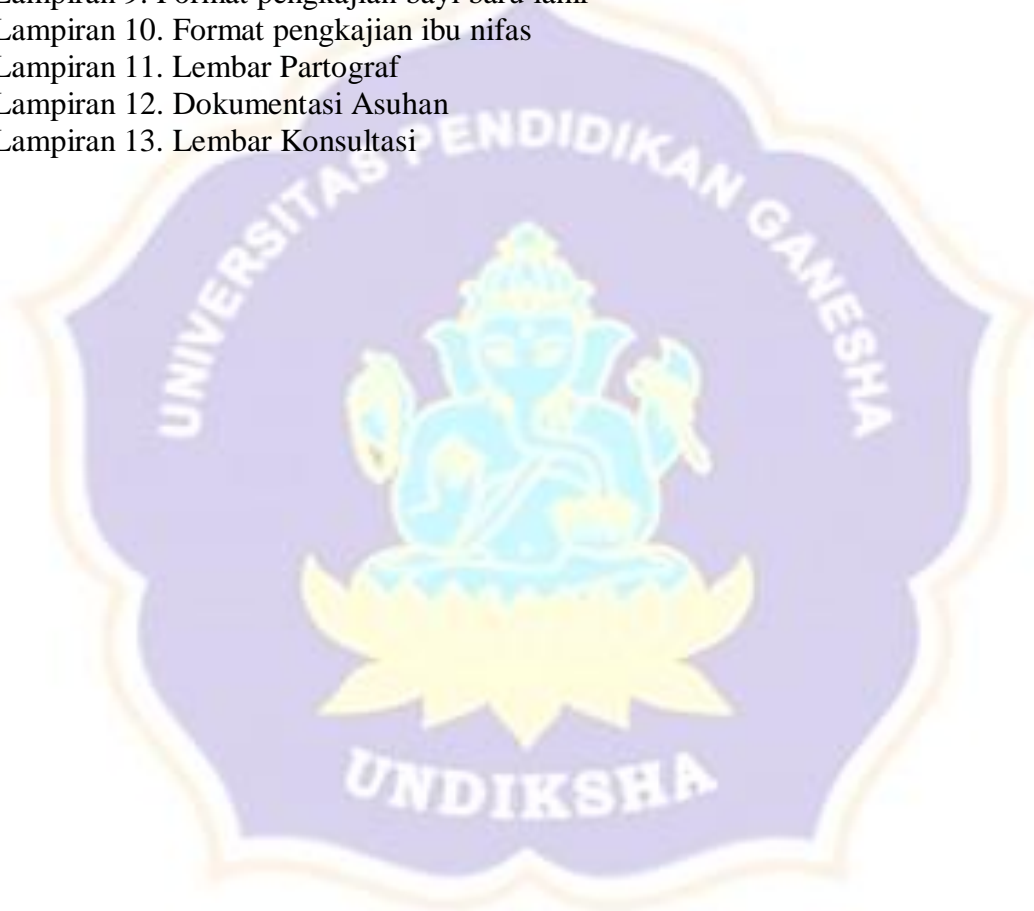 Lampiran 9. Format pengkajian bayi baru lahir
Lampiran 10. Format pengkajian ibu nifas
Lampiran 11. Lembar Partograf
Lampiran 12. Dokumentasi Asuhan
Lampiran 13. Lembar Konsultasi
UNIVERSITAS PENDIDIKAN GANESHA
UNDIKSHA